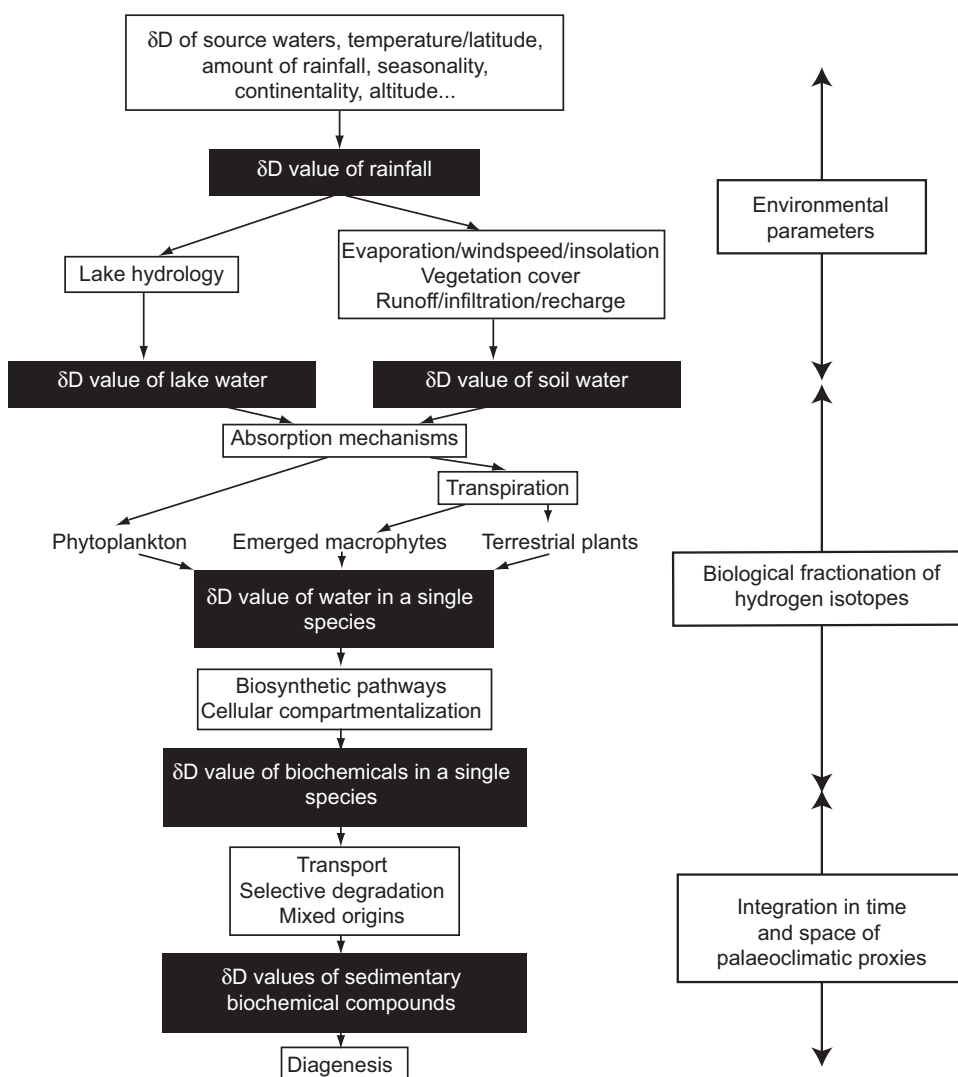 δD of source waters, temperature/latitude,
amount of rainfall, seasonality,
continentality, altitude...
δD value of rainfall
Lake hydrology
Evaporation/windspeed/insolation
Vegetation cover
Runoff/infiltration/recharge
δD value of lake water
δD value of soil water
Absorption mechanisms
Transpiration
Phytoplankton
Emerged macrophytes
Terrestrial plants
δD value of water in a single
species
Biosynthetic pathways
Cellular compartmentalization
δD value of biochemicals in a single
species
Transport
Selective degradation
Mixed origins
δD values of sedimentary
biochemical compounds
Diagenesis
Environmental
parameters
Biological fractionation of
hydrogen isotopes
Integration in time
and space of
palaeoclimatic proxies